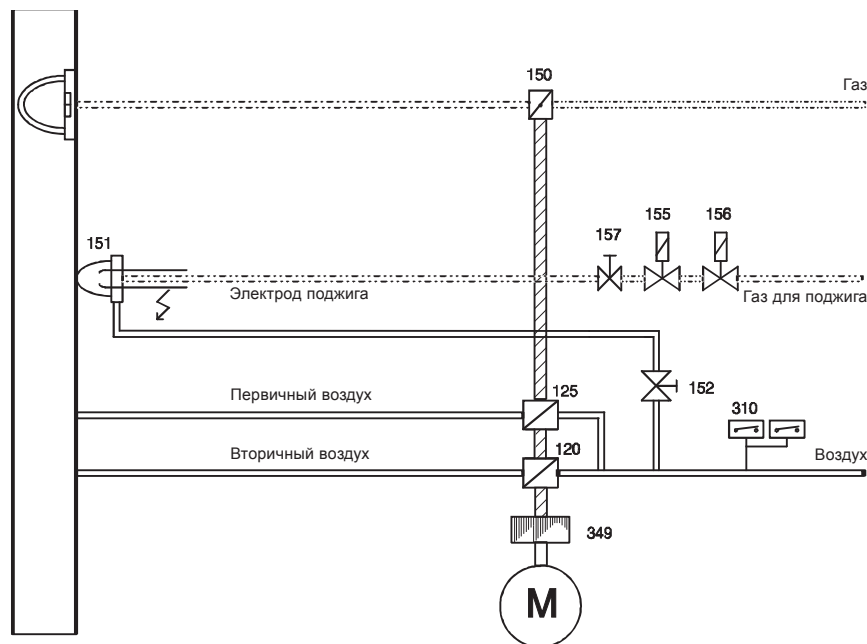 150
Газ
151
157
155
156
Электрод поджига
Газ для поджига
Первичный воздух
125
152
310
Вторичный воздух
120
Воздух
349
M